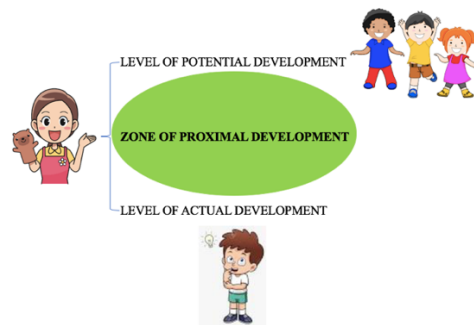 LEVEL OF POTENTIAL DEVELOPMENT
ZONE OF PROXIMAL DEVELOPMENT
LEVEL OF ACTUAL DEVELOPMENT